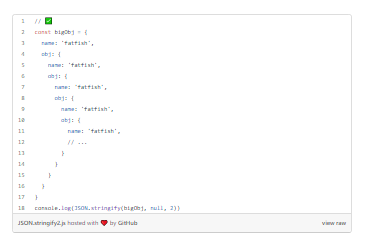 1 // ✅
2 const bigObj = {
3 name: 'fatfish',
4 obj: {
5 name: 'fatfish',
6 obj: {
7 name: 'fatfish',
8 obj: {
9 name: 'fatfish',
10 obj: {
11 name: 'fatfish',
12 // ...
13 }
14 }
15 }
16 }
17 }
18 console.log(JSON.stringify(bigObj, null, 2))
JSON.stringify2.js hosted with ❤ by GitHub view raw